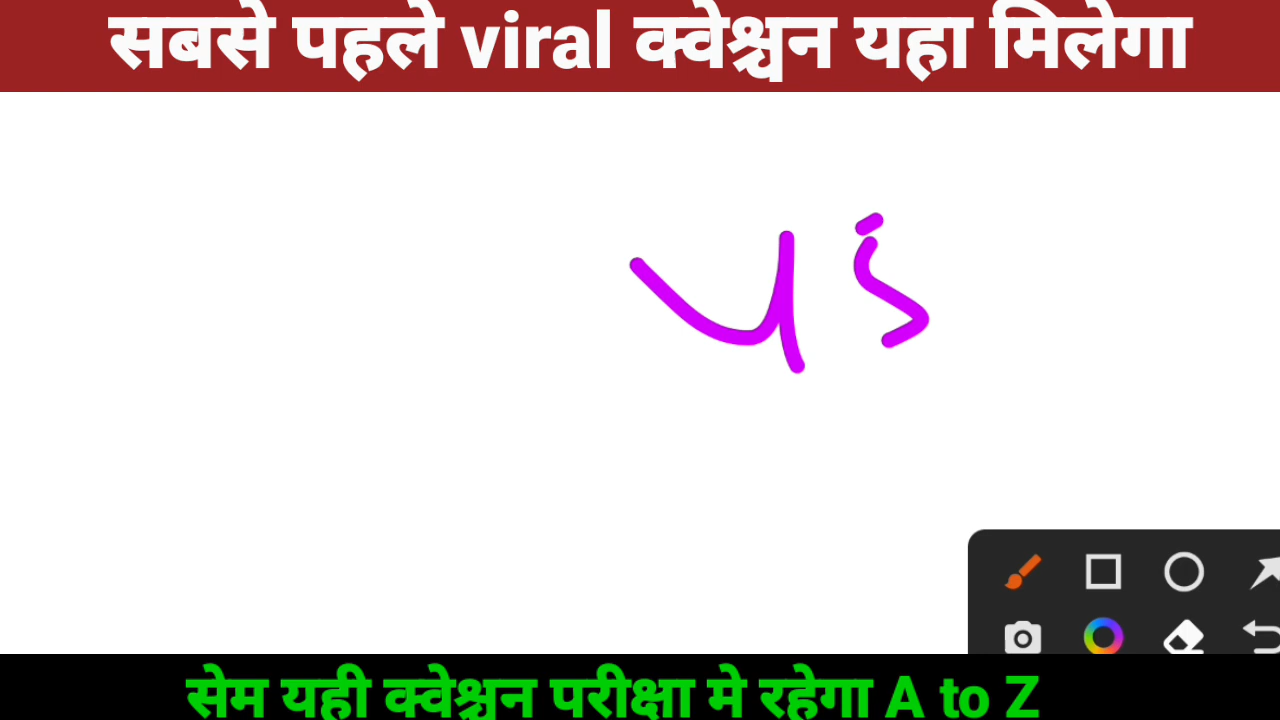 सबसे पहले viral क्वेश्चन यहा मिलेगा
सेम यही क्वेश्चन परीक्षा मे रहेगा A to Z